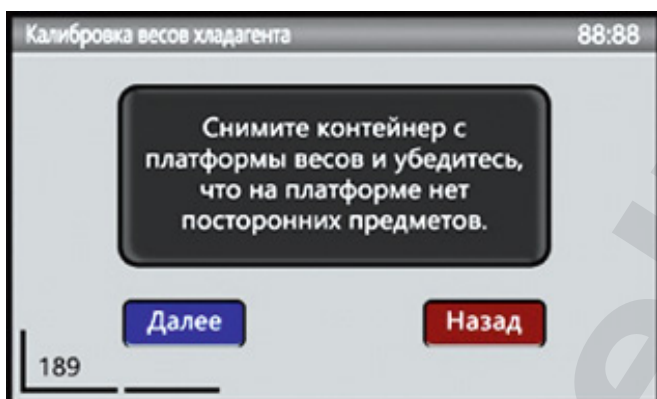 Калибровка весов хладагента 88:88
Снимите контейнер с
платформы весов и убедитесь,
что на платформе нет
посторонних предметов.
Далее Назад
189